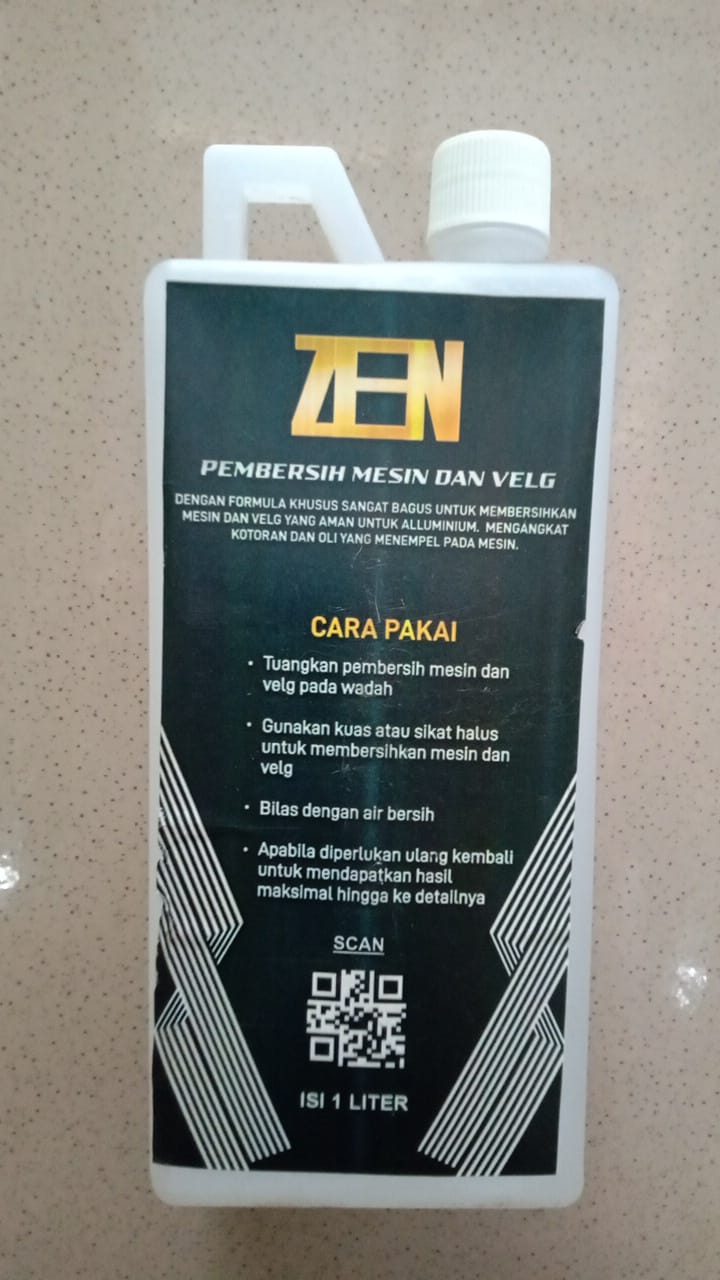 ZEN
PEMBERSIH MESIN DAN VELG
DENGAN FORMULA KHUSUS SANGAT BAGUS UNTUK MEMBERSIHKAN
MESIN DAN VELG YANG AMAN UNTUK ALLUMINIUM. MENGANGKAT
KOTORAN DAN OLI YANG MENEMPEL PADA MESIN.
CARA PAKAI
• Tuangkan pembersih mesin dan
velg pada wadah
• Gunakan kuas atau sikat halus
untuk membersihkan mesin dan
velg
• Bilas dengan air bersih
• Apabila diperlukan ulang kembali
untuk mendapatkan hasil
maksimal hingga ke detailnya
SCAN
ISI 1 LITER